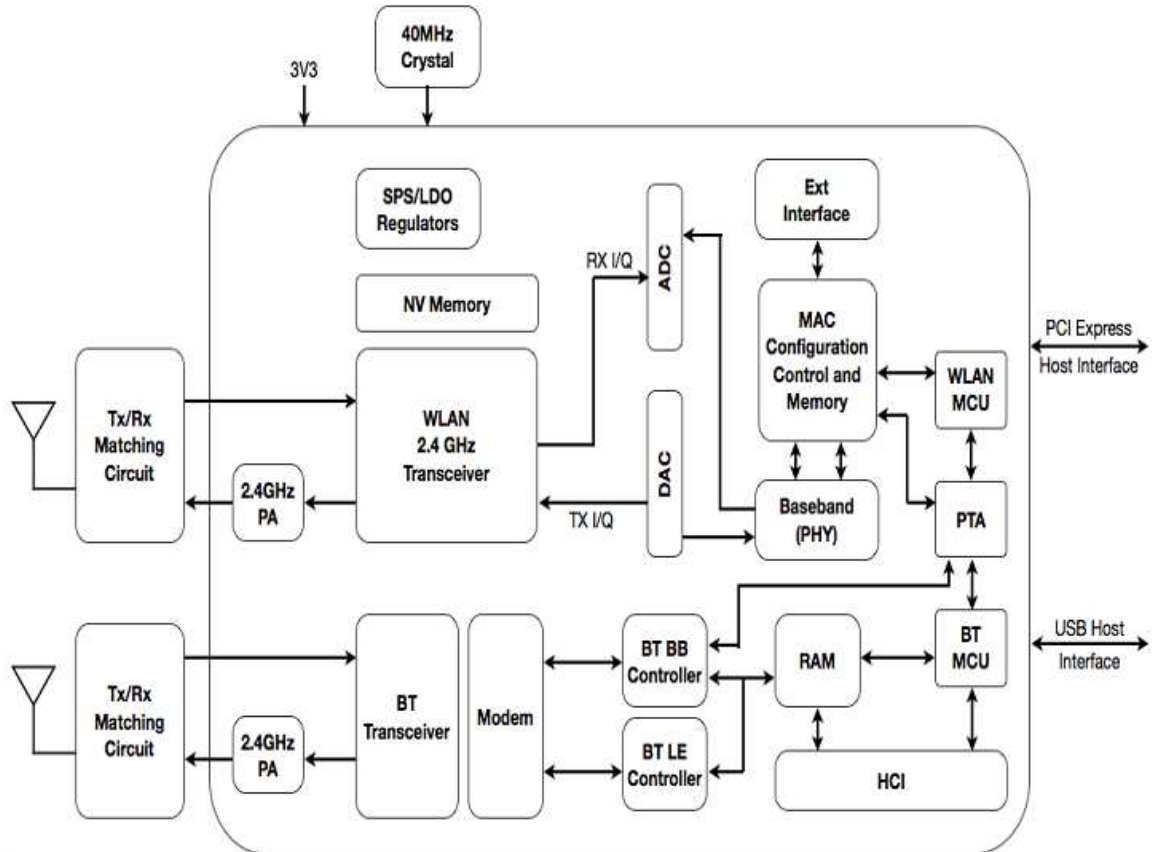 40MHz
Crystal
3V3
SPS/LDO
Regulators
Ext
Interface
RX I/Q
ADC
NV Memory
MAC
Configuration
Control and
Memory
PCI Express
Host Interface
WLAN
MCU
Tx/Rx
Matching
Circuit
WLAN
2.4 GHz
Transceiver
2.4GHz
PA
DAC
TX I/Q
Baseband
(PHY)
PTA
Tx/Rx
Matching
Circuit
2.4GHz
PA
BT
Transceiver
Modem
BT BB
Controller
BT LE
Controller
RAM
BT
MCU
USB Host
Interface
HCI